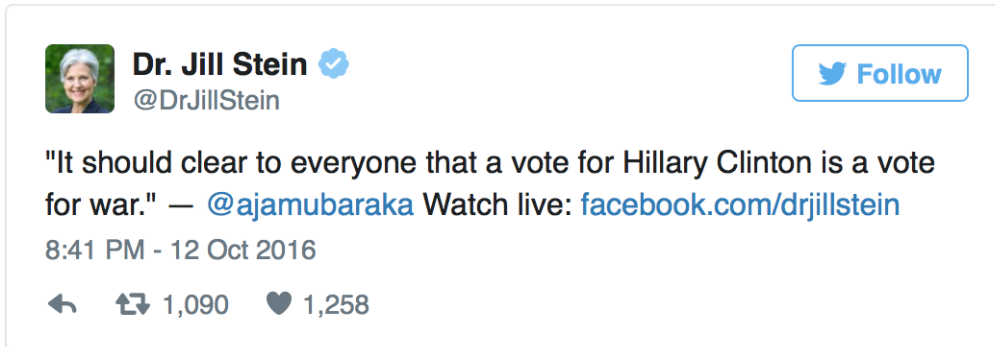 Dr. Jill Stein
@DrJillStein
Follow
"It should clear to everyone that a vote for Hillary Clinton is a vote
for war." — @ajamubaraka Watch live: facebook.com/drjillstein
8:41 PM - 12 Oct 2016
1,090 1,258